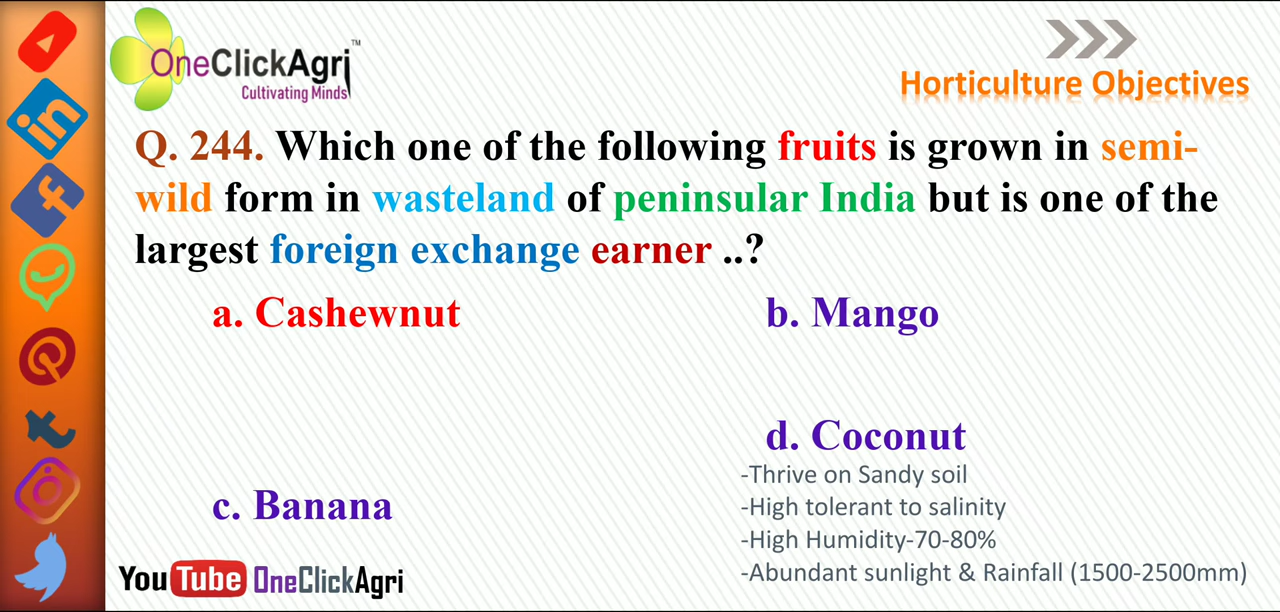 OneClickAgri™
Cultivating Minds
Horticulture Objectives
Q. 244. Which one of the following fruits is grown in semi-
wild form in wasteland of peninsular India but is one of the
largest foreign exchange earner ..?
a. Cashewnut
b. Mango
c. Banana
d. Coconut
-Thrive on Sandy soil
-High tolerant to salinity
-High Humidity-70-80%
-Abundant sunlight & Rainfall (1500-2500mm)
YouTube OneClickAgri